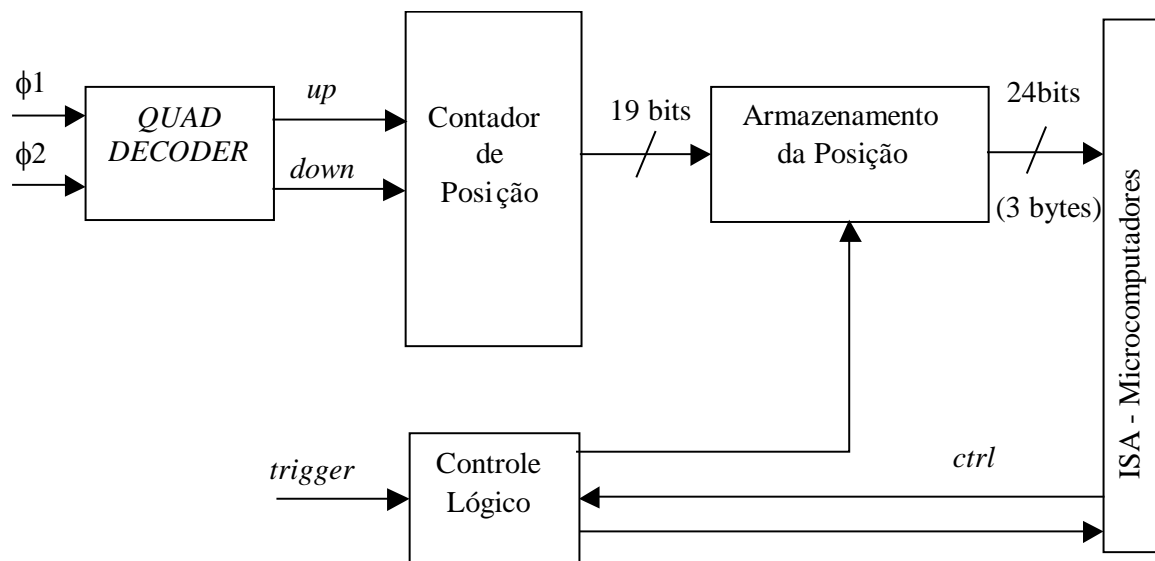 ϕ1
ϕ2
QUAD
DECODER
up
down
Contador
de
Posição
19 bits
Armazenamento
da Posição
24bits
(3 bytes)
ISA - Microcomputadores
trigger
Controle
Lógico
ctrl